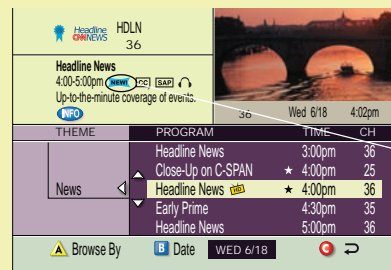 Headline CNN NEWS HDLN
36
Headline News
4:00-5:00pm NEW! CC SAP
Up-to-the-minute coverage of events.
INFO
36 Wed 6/18 4:02pm
THEME PROGRAM TIME CH
Headline News 3:00pm 36
Close-Up on C-SPAN ★ 4:00pm 25
News Headline News HD ★ 4:00pm 36
Early Prime 4:30pm 35
Headline News 5:00pm 36
A Browse By B Date WED 6/18 C